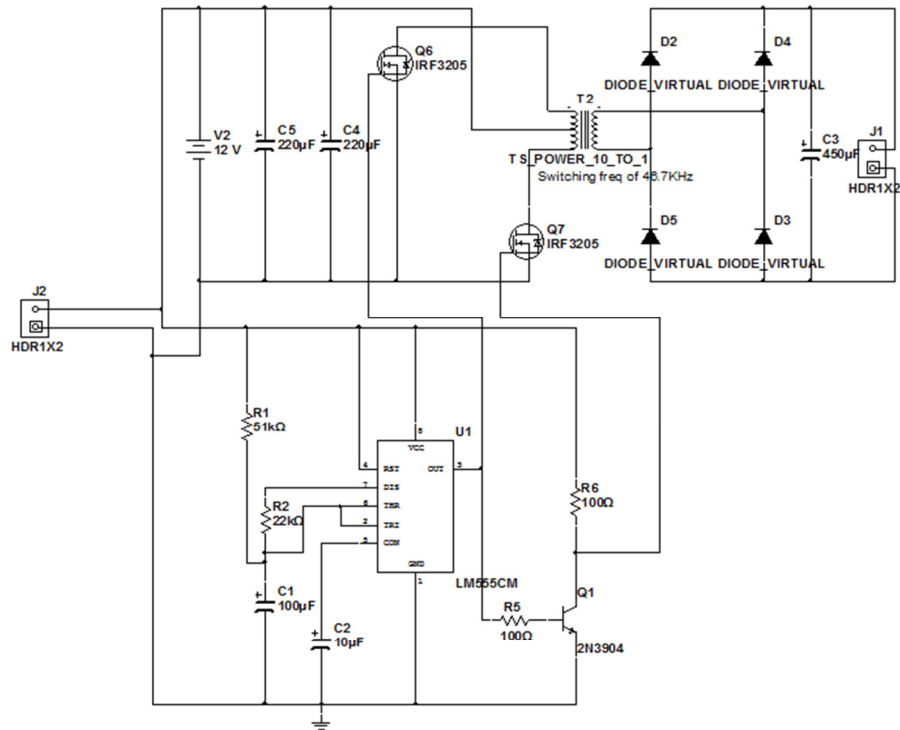 Q6
IRF3205
D2
D4
DIODE_VIRTUAL DIODE_VIRTUAL
T2
V2
12 V
C5
220µF
C4
220µF
C3
450µF
J1
HDR1X2
TS_POWER_10_TO_1
Switching freq of 46.7KHz
Q7
IRF3205
D5
D3
DIODE_VIRTUAL DIODE_VIRTUAL
J2
HDR1X2
R1
51kΩ
8
U1
VCC
4
RST
OUT
3
7
DIS
R2
22kΩ
6
THR
2
TRI
5
CON
GND
1
LM555CM
R6
100Ω
C1
100µF
C2
10µF
R5
100Ω
Q1
2N3904